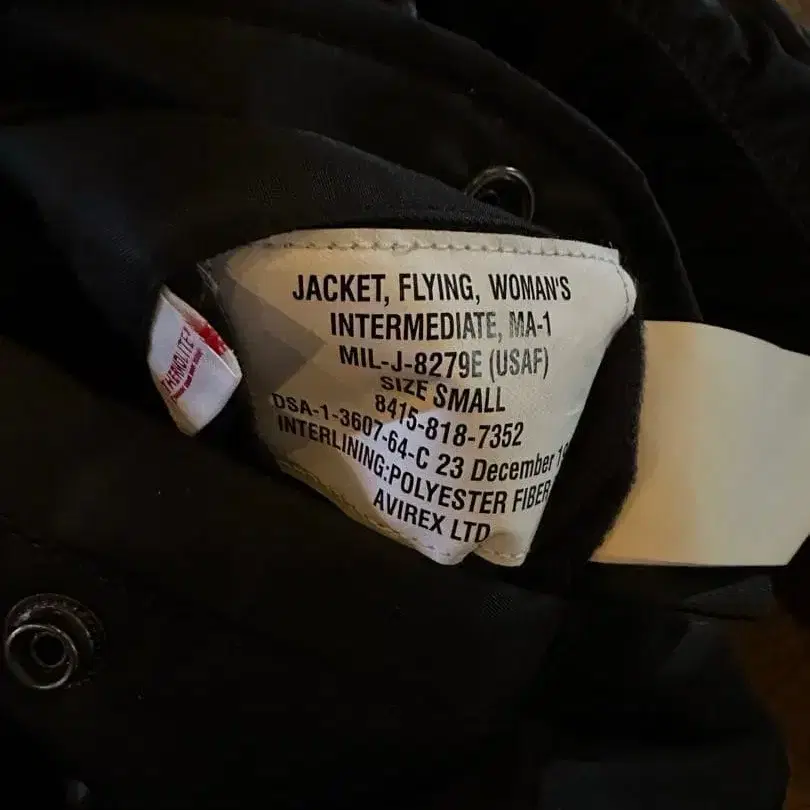 JACKET, FLYING, WOMAN'S
INTERMEDIATE, MA-1
MIL-J-8279E (USAF)
SIZE SMALL
8415-818-7352
DSA-1-3607-64-C 23 December
INTERLINING:POLYESTER FIBER
AVIREX LTD
THERMOLITE